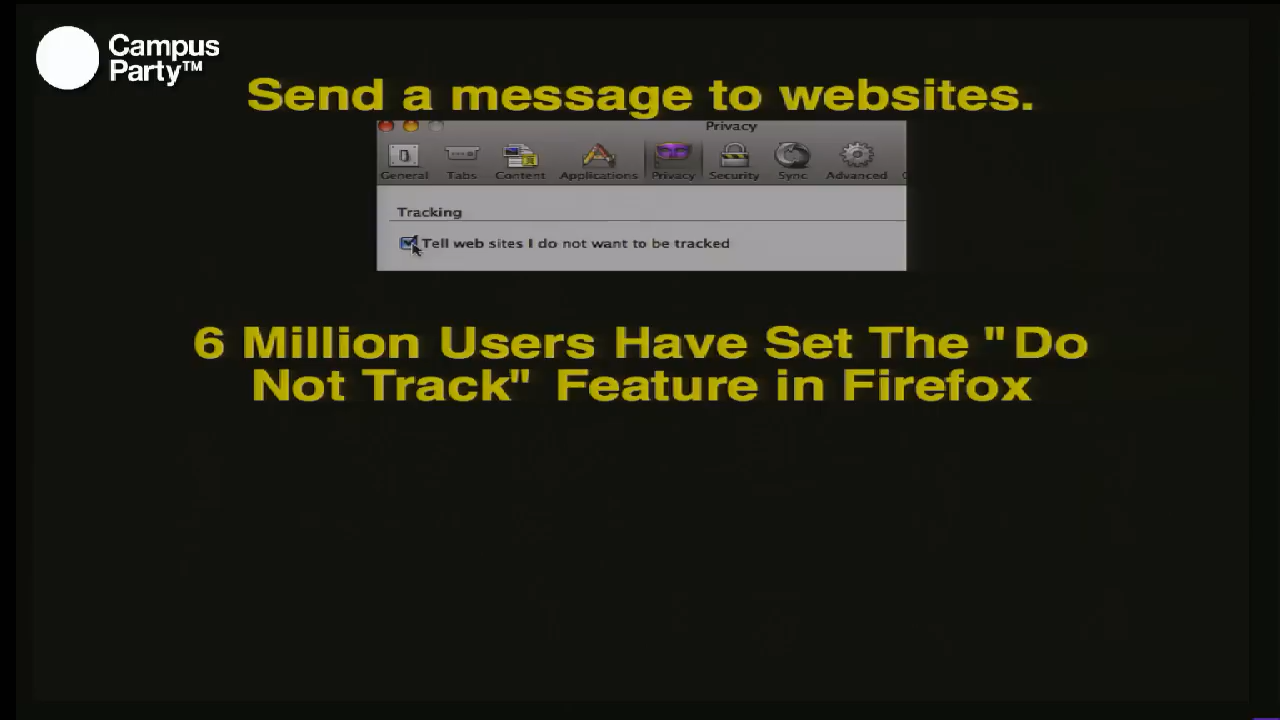 Campus
Party™
Send a message to websites.
Privacy
General Tabs Content Applications Privacy Security Sync Advanced
Tracking
Tell web sites I do not want to be tracked
6 Million Users Have Set The "Do
Not Track" Feature in Firefox